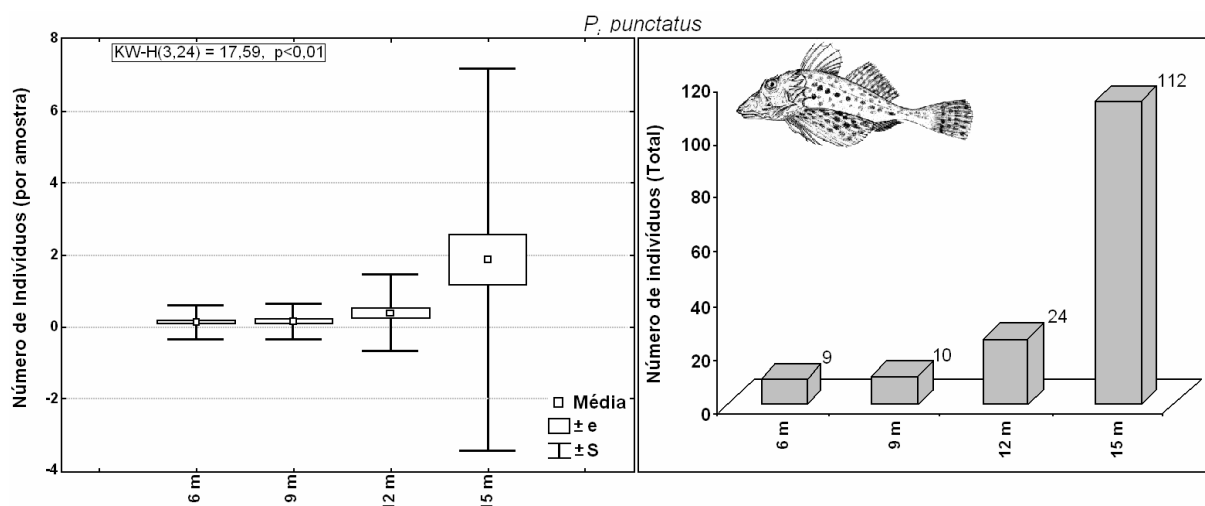 P. punctatus
KW-H(3,24) = 17,59, p<0,01
Número de Indivíduos (por amostra)
8
6
4
2
0
-2
-4
Média
± e
± S
6 m
9 m
12 m
15 m
Número de indivíduos (Total)
120
100
80
60
40
20
0
9
10
24
112
6 m
9 m
12 m
15 m